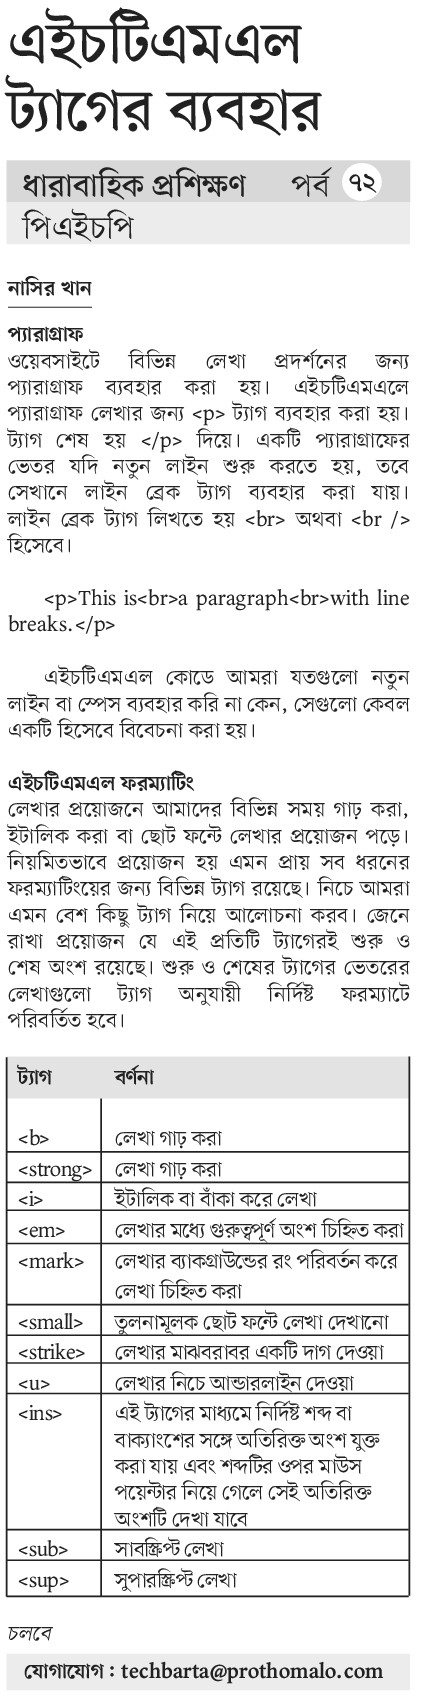 এইচটিএমএল
ট্যাগের ব্যবহার
ধারাবাহিক প্রশিক্ষণ পর্ব ৭২
পিএইচপি
নাসির খান
প্যারাগ্রাফ
ওয়েবসাইটে বিভিন্ন লেখা প্রদর্শনের জন্য
প্যারাগ্রাফ ব্যবহার করা হয়। এইচটিএমএলে
প্যারাগ্রাফ লেখার জন্য <p> ট্যাগ ব্যবহার করা হয়।
ট্যাগ শেষ হয় </p> দিয়ে। একটি প্যারাগ্রাফের
ভেতর যদি নতুন লাইন শুরু করতে হয়, তবে
সেখানে লাইন ব্রেক ট্যাগ ব্যবহার করা যায়।
লাইন ব্রেক ট্যাগ লিখতে হয় <br> অথবা <br />
হিসেবে।
<p>This is<br>a paragraph<br>with line
breaks.</p>
এইচটিএমএল কোডে আমরা যতগুলো নতুন
লাইন বা স্পেস ব্যবহার করি না কেন, সেগুলো কেবল
একটি হিসেবে বিবেচনা করা হয়।
এইচটিএমএল ফরম্যাটিং
লেখার প্রয়োজনে আমাদের বিভিন্ন সময় গাঢ় করা,
ইটালিক করা বা ছোট ফন্টে লেখার প্রয়োজন পড়ে।
নিয়মিতভাবে প্রয়োজন হয় এমন প্রায় সব ধরনের
ফরম্যাটিংয়ের জন্য বিভিন্ন ট্যাগ রয়েছে। নিচে আমরা
এমন বেশ কিছু ট্যাগ নিয়ে আলোচনা করব। জেনে
রাখা প্রয়োজন যে এই প্রতিটি ট্যাগেরই শুরু ও
শেষ অংশ রয়েছে। শুরু ও শেষের ট্যাগের ভেতরের
লেখাগুলো ট্যাগ অনুযায়ী নির্দিষ্ট ফরম্যাটে
পরিবর্তিত হবে।
ট্যাগ বর্ণনা
<b> লেখা গাঢ় করা
<strong> লেখা গাঢ় করা
<i> ইটালিক বা বাঁকা করে লেখা
<em> লেখার মধ্যে গুরুত্বপূর্ণ অংশ চিহ্নিত করা
<mark> লেখার ব্যাকগ্রাউন্ডের রং পরিবর্তন করে
লেখা চিহ্নিত করা
<small> তুলনামূলক ছোট ফন্টে লেখা দেখানো
<strike> লেখার মাঝবরাবর একটি দাগ দেওয়া
<u> লেখার নিচে আন্ডারলাইন দেওয়া
<ins> এই ট্যাগের মাধ্যমে নির্দিষ্ট শব্দ বা
বাক্যাংশের সঙ্গে অতিরিক্ত অংশ যুক্ত
করা যায় এবং শব্দটির ওপর মাউস
পয়েন্টার নিয়ে গেলে সেই অতিরিক্ত
অংশটি দেখা যাবে
<sub> সাবস্ক্রিপ্ট লেখা
<sup> সুপারস্ক্রিপ্ট লেখা
চলবে
যোগাযোগ : techbarta@prothomalo.com